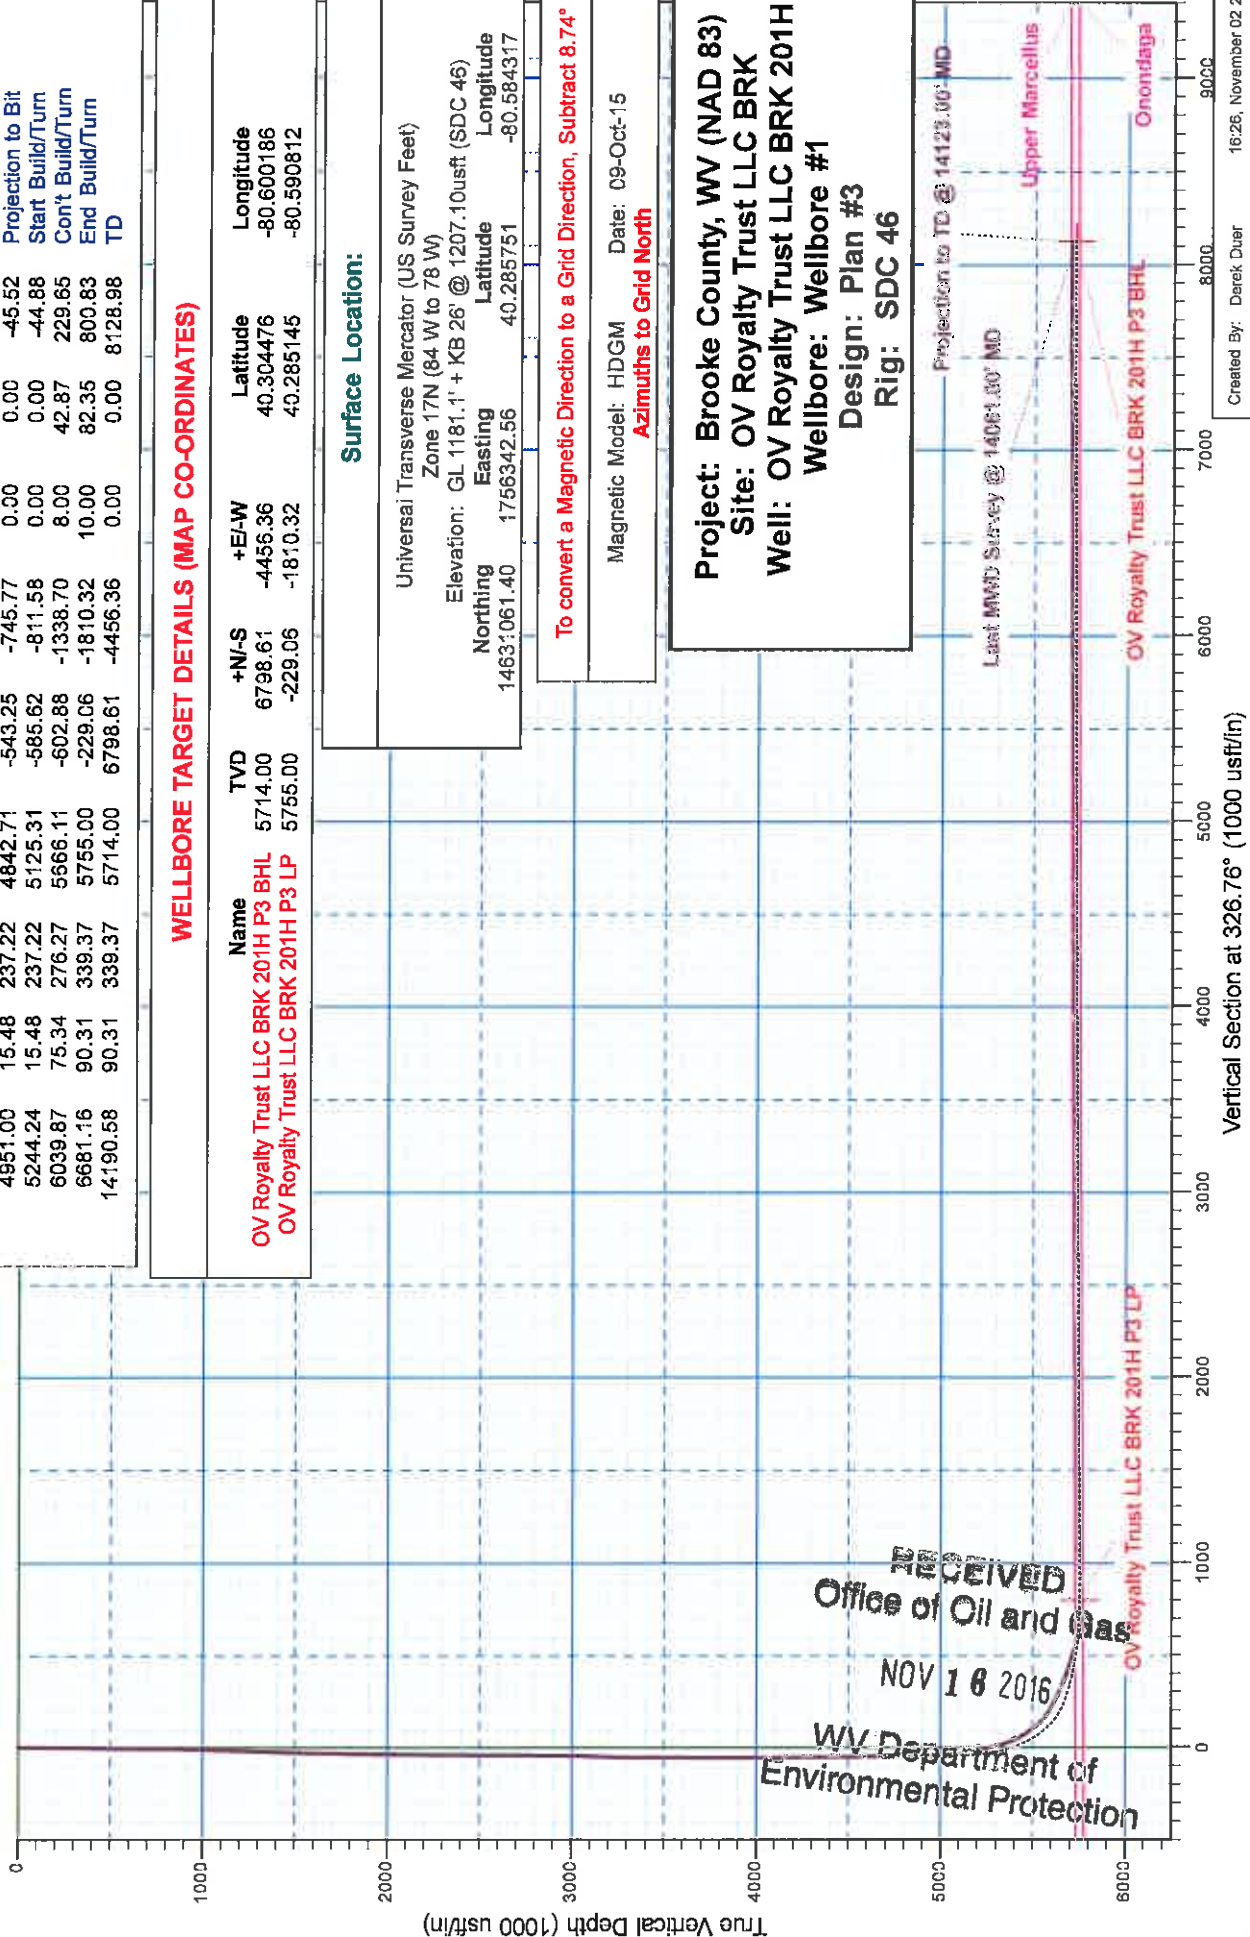 4951.00 15.48 237.22 4842.71 -543.25 -745.77 0.00 0.00 -45.52 Projection to Bit
5244.24 15.48 237.22 5125.31 -585.62 -811.58 0.00 0.00 -44.88 Start Build/Turn
6039.87 75.34 276.27 5666.11 -602.88 -1338.70 8.00 42.87 229.65 Con't Build/Turn
6681.16 90.31 339.37 5755.00 -229.06 -1810.32 10.00 82.35 800.83 End Build/Turn
14190.58 90.31 339.37 5714.00 6798.61 -4456.36 0.00 0.00 8128.98 TD
WELLBORE TARGET DETAILS (MAP CO-ORDINATES)
Name TVD +N/-S +E/-W Latitude Longitude
OV Royalty Trust LLC BRK 201H P3 BHL 5714.00 6798.61 -4456.36 40.304476 -80.600186
OV Royalty Trust LLC BRK 201H P3 LP 5755.00 -229.06 -1810.32 40.285145 -80.590812
Surface Location:
Universal Transverse Mercator (US Survey Feet)
Zone 17N (84 W to 78 W)
Elevation: GL 1181.1' + KB 26' @ 1207.10usft (SDC 46)
Northing Easting Latitude Longitude
14631061.40 1756342.56 40.285751 -80.584317
To convert a Magnetic Direction to a Grid Direction, Subtract 8.74°
Magnetic Model: HDGM Date: 09-Oct-15
Azimuths to Grid North
Project: Brooke County, WV (NAD 83)
Site: OV Royalty Trust LLC BRK
Well: OV Royalty Trust LLC BRK 201H
Wellbore: Wellbore #1
Design: Plan #3
Rig: SDC 46
Projection to TD @ 14123.00' MD
Last MWD Survey @ 14061.00' MD
Upper Marcellus
Onondaga
OV Royalty Trust LLC BRK 201H P3 BHL
OV Royalty Trust LLC BRK 201H P3 LP
RECEIVED
Office of Oil and Gas
NOV 16 2016
WV Department of
Environmental Protection
True Vertical Depth (1000 usft/in)
0
1000
2000
3000
4000
5000
6000
0 1000 2000 3000 4000 5000 6000 7000 8000 9000
Vertical Section at 326.76° (1000 usft/in)
Created By: Derek Duer 16:26, November 02